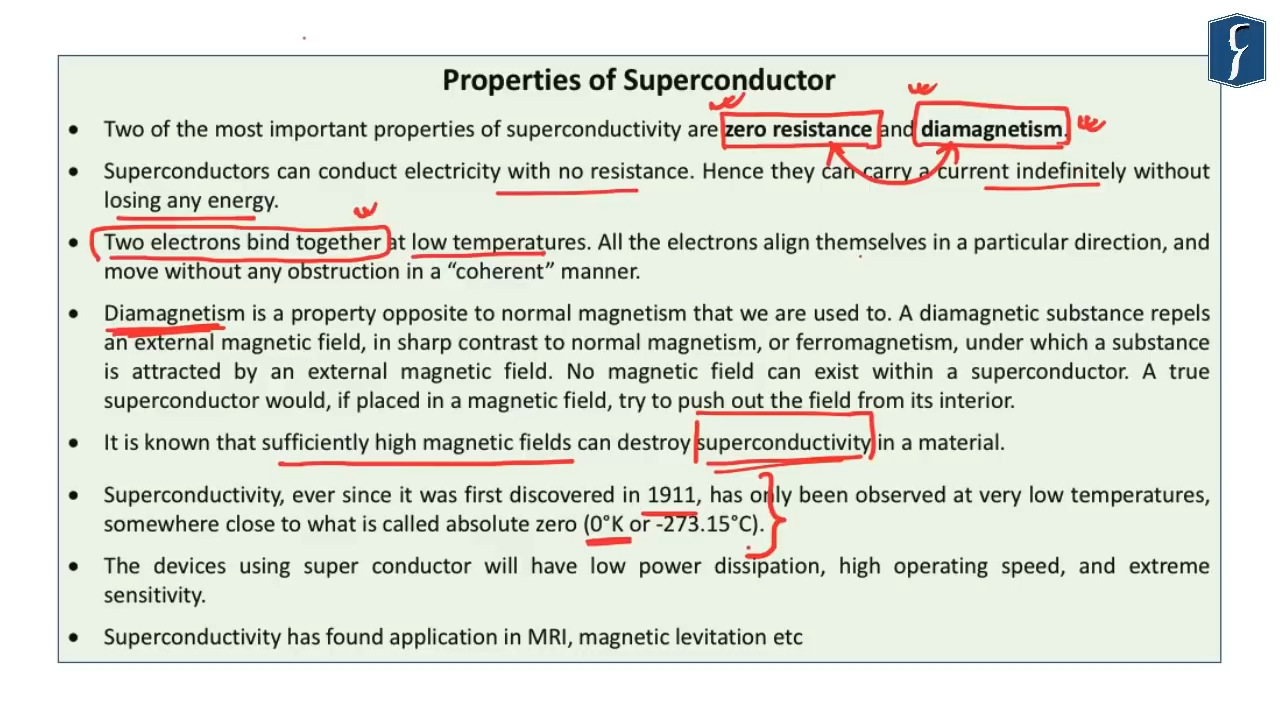 Properties of Superconductor
• Two of the most important properties of superconductivity are zero resistance and diamagnetism.
• Superconductors can conduct electricity with no resistance. Hence they can carry a current indefinitely without
losing any energy.
• Two electrons bind together at low temperatures. All the electrons align themselves in a particular direction, and
move without any obstruction in a “coherent” manner.
• Diamagnetism is a property opposite to normal magnetism that we are used to. A diamagnetic substance repels
an external magnetic field, in sharp contrast to normal magnetism, or ferromagnetism, under which a substance
is attracted by an external magnetic field. No magnetic field can exist within a superconductor. A true
superconductor would, if placed in a magnetic field, try to push out the field from its interior.
• It is known that sufficiently high magnetic fields can destroy superconductivity in a material.
• Superconductivity, ever since it was first discovered in 1911, has only been observed at very low temperatures,
somewhere close to what is called absolute zero (0°K or -273.15°C).
• The devices using super conductor will have low power dissipation, high operating speed, and extreme
sensitivity.
• Superconductivity has found application in MRI, magnetic levitation etc